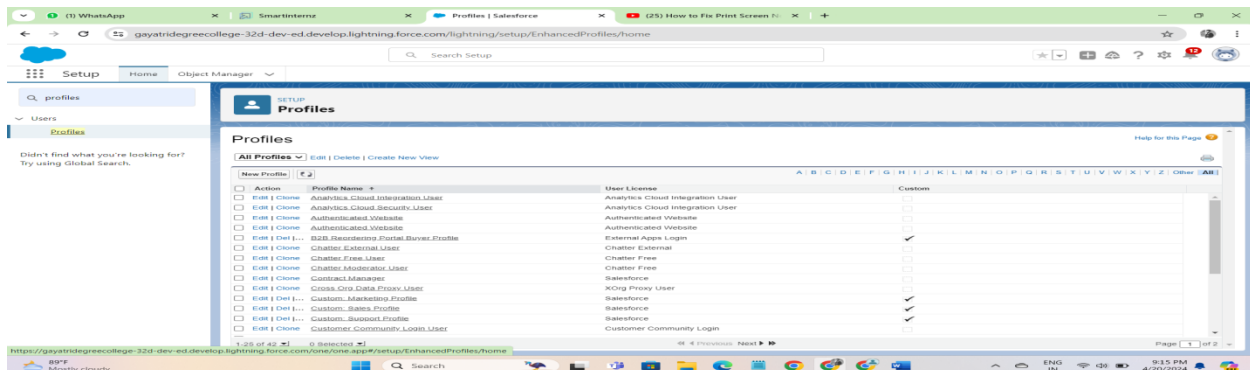 (1) WhatsApp
Smartinternz
Profiles | Salesforce
(25) How to Fix Print Screen N
gayatridegreecollege-32d-dev-ed.develop.lightning.force.com/lightning/setup/EnhancedProfiles/home
Search Setup
12
Setup Home Object Manager
profiles
Users
Profiles
Didn't find what you're looking for?
Try using Global Search.
SETUP
Profiles
Profiles
Help for this Page
All Profiles Edit | Delete | Create New View
New Profile
A | B | C | D | E | F | G | H | I | J | K | L | M | N | O | P | Q | R | S | T | U | V | W | X | Y | Z | Other | All
Action Profile Name User License Custom
Edit | Clone Analytics Cloud Integration User Analytics Cloud Integration User
Edit | Clone Analytics Cloud Security User Analytics Cloud Integration User
Edit | Clone Authenticated Website Authenticated Website
Edit | Clone Authenticated Website Authenticated Website
Edit | Del | ... B2B Reordering Portal Buyer Profile External Apps Login
Edit | Clone Chatter External User Chatter External
Edit | Clone Chatter Free User Chatter Free
Edit | Clone Chatter Moderator User Chatter Free
Edit | Clone Contract Manager Salesforce
Edit | Clone Cross Org Data Proxy User XOrg Proxy User
Edit | Del | ... Custom: Marketing Profile Salesforce
Edit | Del | ... Custom: Sales Profile Salesforce
Edit | Del | ... Custom: Support Profile Salesforce
Edit | Clone Customer Community Login User Customer Community Login
1-25 of 42 0 Selected Previous Next Page 1 of 2
https://gayatridegreecollege-32d-dev-ed.develop.lightning.force.com/one/one.app#/setup/EnhancedProfiles/home
89°F
Mostly cloudy
Search
ENG
IN
9:15 PM
4/20/2024